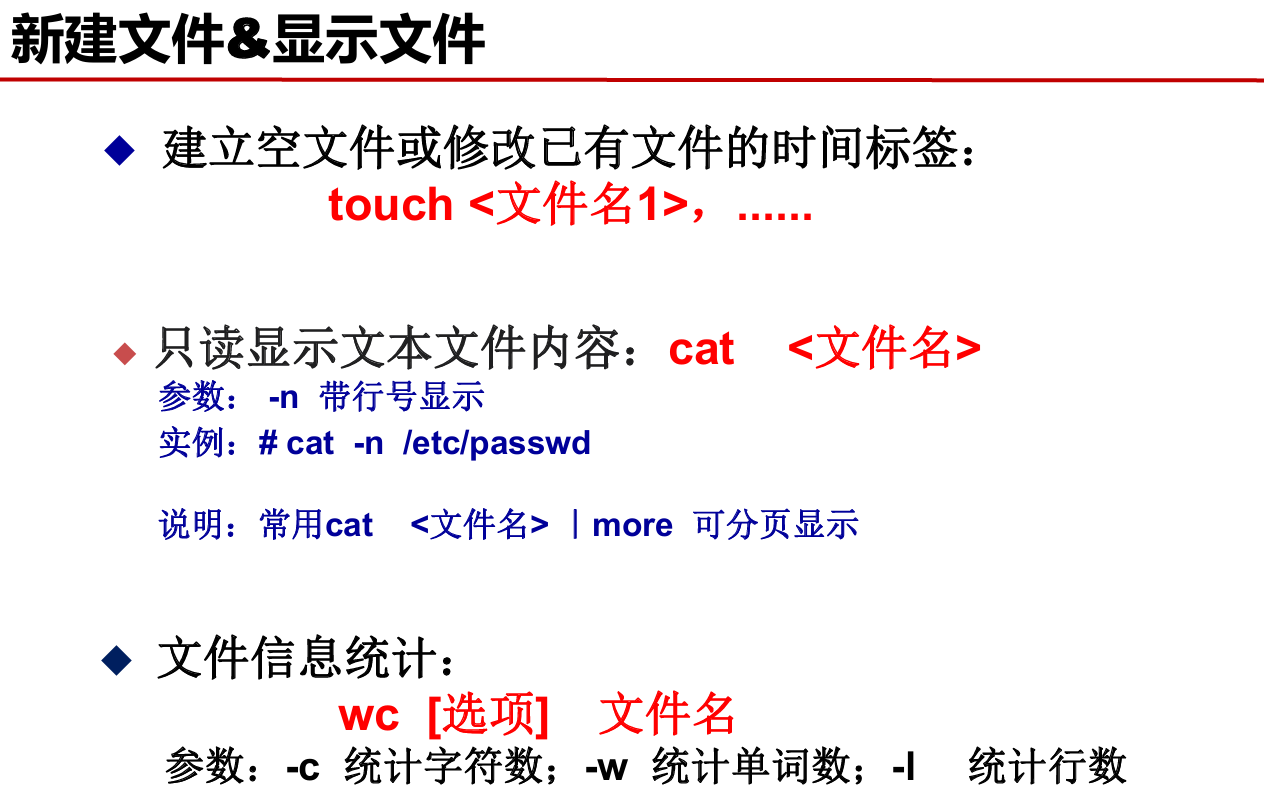 新建文件&显示文件
建立空文件或修改已有文件的时间标签：
touch <文件名1>，......
只读显示文本文件内容：cat <文件名>
参数： -n 带行号显示
实例：# cat -n /etc/passwd
说明：常用cat <文件名>｜more 可分页显示
文件信息统计：
wc [选项] 文件名
参数：-c 统计字符数；-w 统计单词数；-l 统计行数